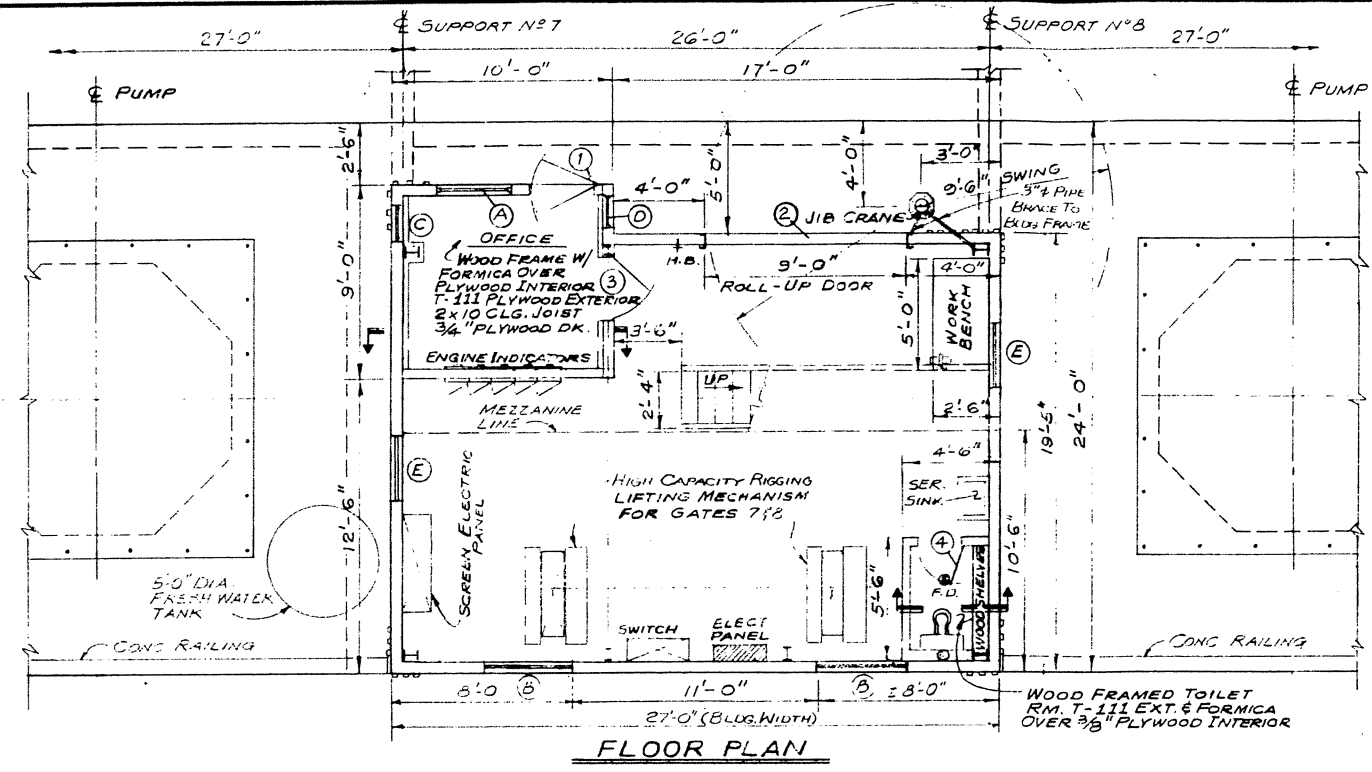 27'-0"
℄ SUPPORT Nº 7
26'-0"
℄ SUPPORT Nº 8
27'-0"
10'-0"
17'-0"
℄ PUMP
℄ PUMP
2'-6"
1
5'-0"
4'-0"
3'-0"
9'-6" SWING
3"⌀ PIPE
BRACE TO
BLDG FRAME
4'-0"
C
A
D
2
JIB CRANE
OFFICE
WOOD FRAME W/
FORMICA OVER
PLYWOOD INTERIOR
T-111 PLYWOOD EXTERIOR
2x10 CLG. JOIST
3/4" PLYWOOD DK.
9'-0"
3
H.B.
9'-0"
ROLL-UP DOOR
4'-0"
5'-0"
WORK
BENCH
E
3'-6"
ENGINE INDICATORS
UP
2'-4"
2'-6"
MEZZANINE
LINE
19'-5"
24'-0"
4'-6"
E
SCREEN ELECTRIC
PANEL
HIGH CAPACITY RIGGING
LIFTING MECHANISM
FOR GATES 7&8
SER.
SINK
12'-6"
10'-6"
4
5'-6"
F.D.
WOOD SHELVES
5'-0" DIA.
FRESH WATER
TANK
SWITCH
ELECT
PANEL
CONC RAILING
CONC RAILING
8'-0
B
11'-0"
B
±8'-0"
27'-0" (BLDG. WIDTH)
WOOD FRAMED TOILET
RM. T-111 EXT. & FORMICA
OVER 3/8" PLYWOOD INTERIOR
FLOOR PLAN